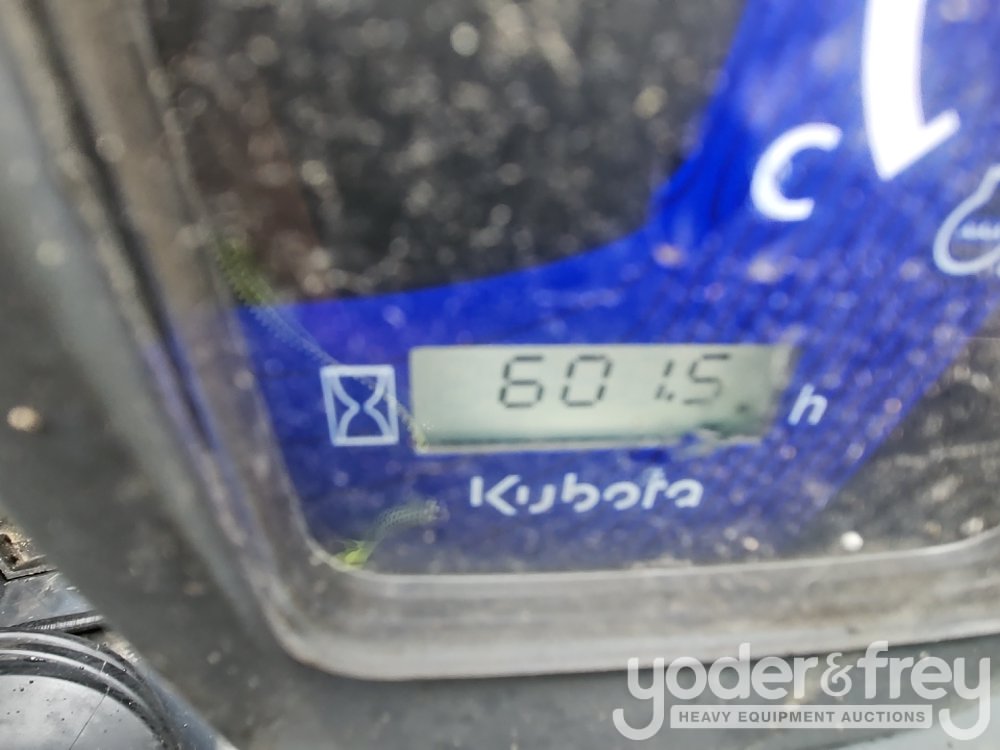 C
601.5 h
Kubota
yoder&frey
HEAVY EQUIPMENT AUCTIONS